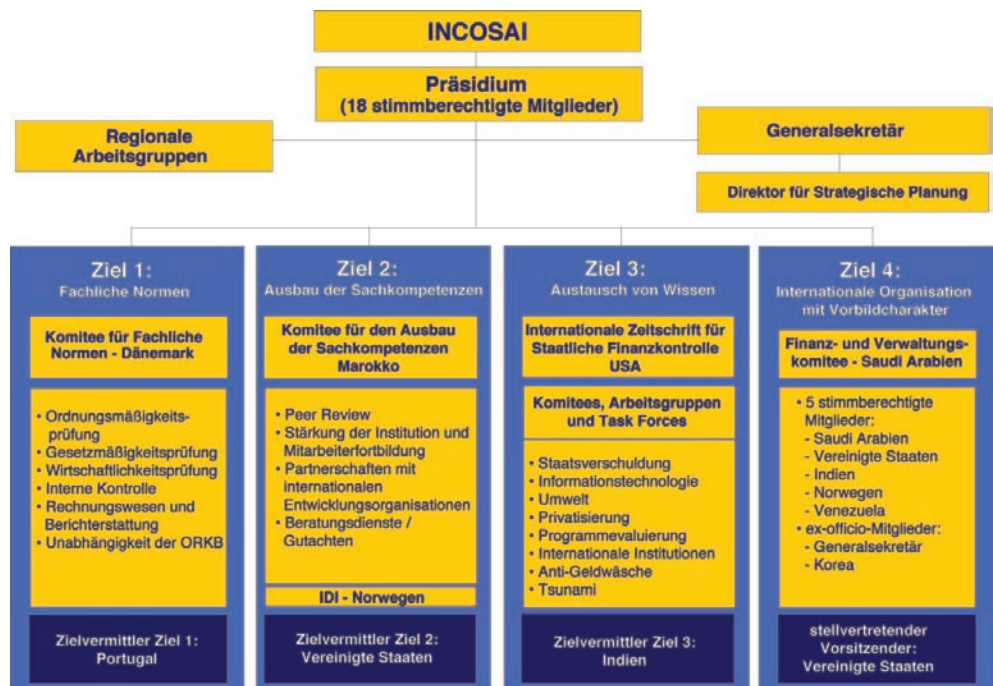 INCOSAI
Präsidium
(18 stimmberechtigte Mitglieder)
Regionale
Arbeitsgruppen
Generalsekretär
Direktor für Strategische Planung
Ziel 1:
Fachliche Normen
Komitee für Fachliche
Normen - Dänemark
• Ordnungsmäßigkeits-
prüfung
• Gesetzmäßigkeitsprüfung
• Wirtschaftlichkeitsprüfung
• Interne Kontrolle
• Rechnungswesen und
Berichterstattung
• Unabhängigkeit der ORKB
Zielvermittler Ziel 1:
Portugal
Ziel 2:
Ausbau der Sachkompetenzen
Komitee für den Ausbau
der Sachkompetenzen
Marokko
• Peer Review
• Stärkung der Institution und
Mitarbeiterfortbildung
• Partnerschaften mit
internationalen
Entwicklungsorganisationen
• Beratungsdienste /
Gutachten
IDI - Norwegen
Zielvermittler Ziel 2:
Vereinigte Staaten
Ziel 3:
Austausch von Wissen
Internationale Zeitschrift für
Staatliche Finanzkontrolle
USA
Komitees, Arbeitsgruppen
und Task Forces
• Staatsverschuldung
• Informationstechnologie
• Umwelt
• Privatisierung
• Programmevaluierung
• Internationale Institutionen
• Anti-Geldwäsche
• Tsunami
Zielvermittler Ziel 3:
Indien
Ziel 4:
Internationale Organisation
mit Vorbildcharakter
Finanz- und Verwaltungs-
komitee - Saudi Arabien
• 5 stimmberechtigte
Mitglieder:
- Saudi Arabien
- Vereinigte Staaten
- Indien
- Norwegen
- Venezuela
• ex-officio-Mitglieder:
- Generalsekretär
- Korea
stellvertretender
Vorsitzender:
Vereinigte Staaten